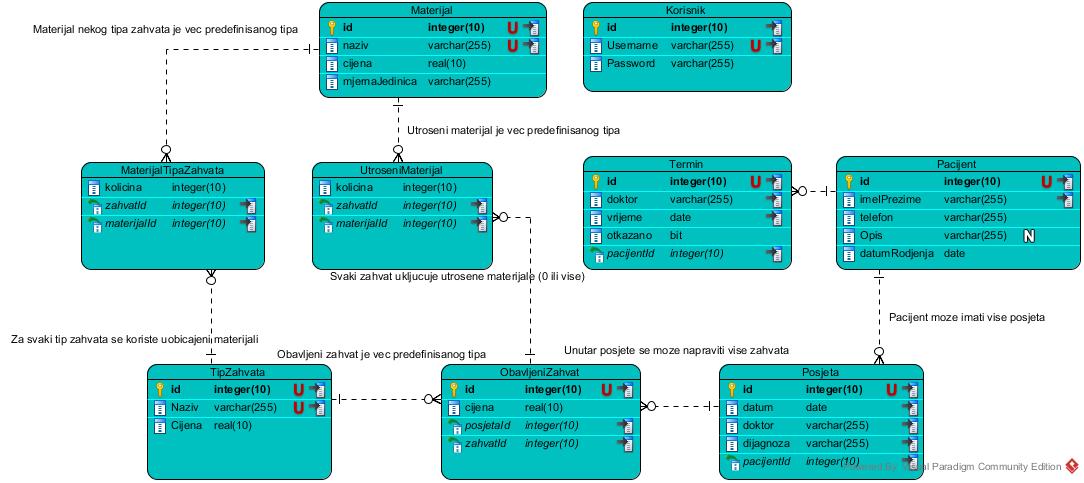 Materijal
id integer(10) U
naziv varchar(255) U
cijena real(10)
mjernaJedinica varchar(255)
Korisnik
id integer(10) U
Username varchar(255) U
Password varchar(255)
Materijal nekog tipa zahvata je vec predefinisanog tipa
Utroseni materijal je vec predefinisanog tipa
MaterijalTipaZahvata
kolicina integer(10)
zahvatId integer(10)
materijalId integer(10)
UtroseniMaterijal
kolicina integer(10)
zahvatId integer(10)
materijalId integer(10)
Termin
id integer(10) U
doktor varchar(255)
vrijeme date
otkazano bit
pacijentId integer(10)
Pacijent
id integer(10) U
imeIPrezime varchar(255)
telefon varchar(255)
Opis varchar(255) N
datumRodjenja date
Svaki zahvat ukljucuje utrosene materijale (0 ili vise)
Pacijent moze imati vise posjeta
Za svaki tip zahvata se koriste uobicajeni materijali
Obavljeni zahvat je vec predefinisanog tipa
Unutar posjete se moze napraviti vise zahvata
TipZahvata
id integer(10) U
Naziv varchar(255) U
Cijena real(10)
ObavljeniZahvat
id integer(10) U
cijena real(10)
posjetaId integer(10)
zahvatId integer(10)
Posjeta
id integer(10) U
datum date
doktor varchar(255)
dijagnoza varchar(255)
pacijentId integer(10)
Powered By Visual Paradigm Community Edition